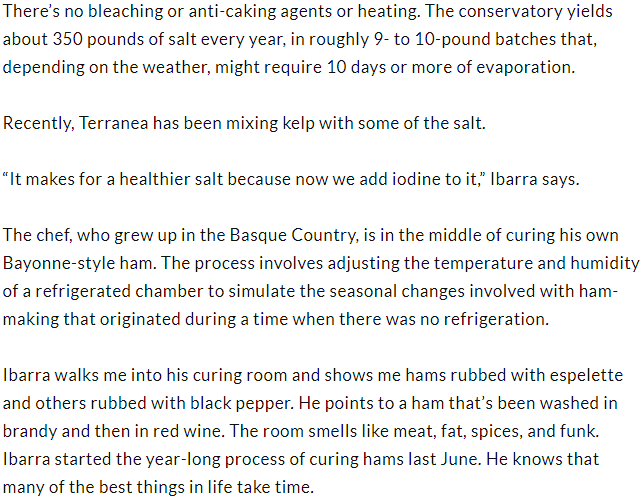 There’s no bleaching or anti-caking agents or heating. The conservatory yields
about 350 pounds of salt every year, in roughly 9- to 10-pound batches that,
depending on the weather, might require 10 days or more of evaporation.
Recently, Terranea has been mixing kelp with some of the salt.
“It makes for a healthier salt because now we add iodine to it,” Ibarra says.
The chef, who grew up in the Basque Country, is in the middle of curing his own
Bayonne-style ham. The process involves adjusting the temperature and humidity
of a refrigerated chamber to simulate the seasonal changes involved with ham-
making that originated during a time when there was no refrigeration.
Ibarra walks me into his curing room and shows me hams rubbed with espelette
and others rubbed with black pepper. He points to a ham that’s been washed in
brandy and then in red wine. The room smells like meat, fat, spices, and funk.
Ibarra started the year-long process of curing hams last June. He knows that
many of the best things in life take time.